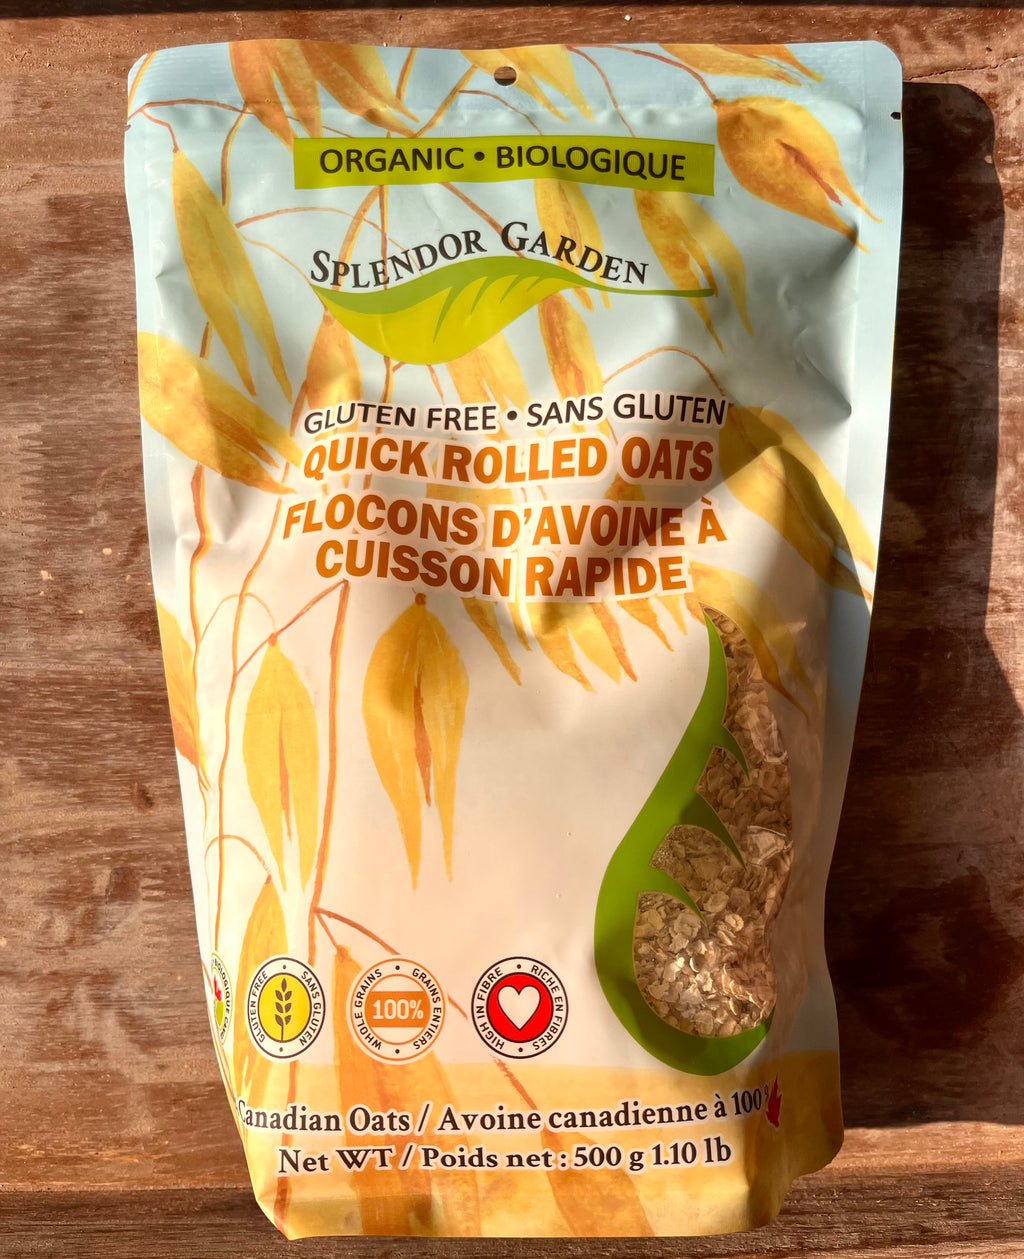 ORGANIC • BIOLOGIQUE
SPLENDOR GARDEN
GLUTEN FREE • SANS GLUTEN
QUICK ROLLED OATS
FLOCONS D'AVOINE À
CUISSON RAPIDE
BIOLOGIQUE
GLUTEN FREE • SANS GLUTEN •
WHOLE GRAINS • GRAINS ENTIERS •
100%
HIGH IN FIBRE • RICHE EN FIBRES •
Canadian Oats / Avoine canadienne à 100%
Net WT / Poids net : 500 g 1.10 lb